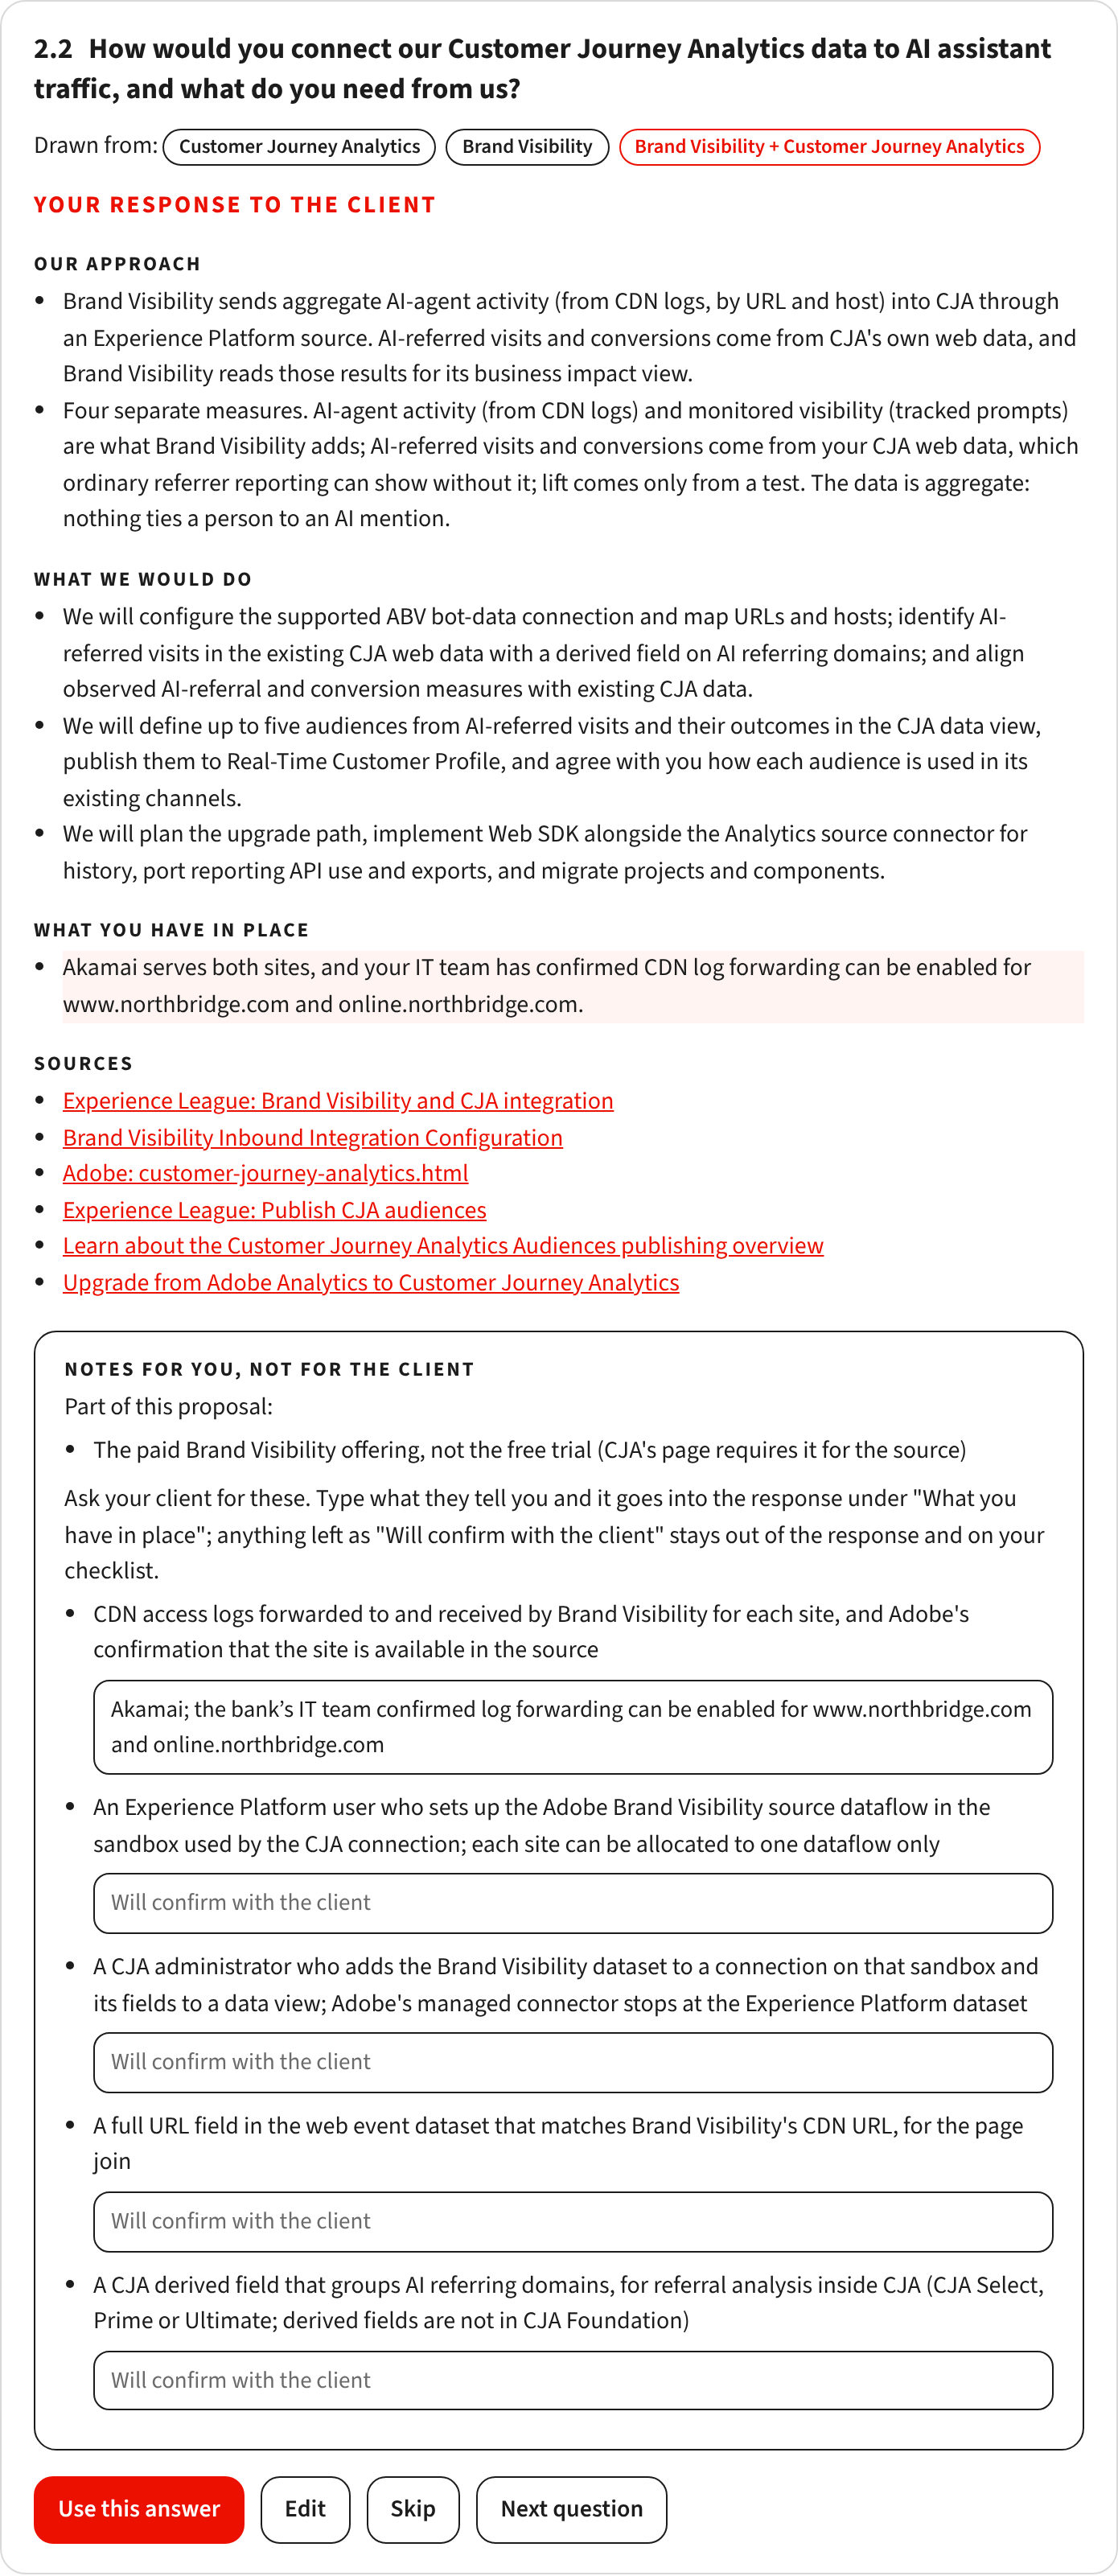 2.2 How would you connect our Customer Journey Analytics data to AI assistant
traffic, and what do you need from us?
Drawn from: Customer Journey Analytics Brand Visibility Brand Visibility + Customer Journey Analytics
YOUR RESPONSE TO THE CLIENT
OUR APPROACH
• Brand Visibility sends aggregate AI-agent activity (from CDN logs, by URL and host) into CJA through
an Experience Platform source. AI-referred visits and conversions come from CJA's own web data, and
Brand Visibility reads those results for its business impact view.
• Four separate measures. AI-agent activity (from CDN logs) and monitored visibility (tracked prompts)
are what Brand Visibility adds; AI-referred visits and conversions come from your CJA web data, which
ordinary referrer reporting can show without it; lift comes only from a test. The data is aggregate:
nothing ties a person to an AI mention.
WHAT WE WOULD DO
• We will configure the supported ABV bot-data connection and map URLs and hosts; identify AI-
referred visits in the existing CJA web data with a derived field on AI referring domains; and align
observed AI-referral and conversion measures with existing CJA data.
• We will define up to five audiences from AI-referred visits and their outcomes in the CJA data view,
publish them to Real-Time Customer Profile, and agree with you how each audience is used in its
existing channels.
• We will plan the upgrade path, implement Web SDK alongside the Analytics source connector for
history, port reporting API use and exports, and migrate projects and components.
WHAT YOU HAVE IN PLACE
• Akamai serves both sites, and your IT team has confirmed CDN log forwarding can be enabled for
www.northbridge.com and online.northbridge.com.
SOURCES
• Experience League: Brand Visibility and CJA integration
• Brand Visibility Inbound Integration Configuration
• Adobe: customer-journey-analytics.html
• Experience League: Publish CJA audiences
• Learn about the Customer Journey Analytics Audiences publishing overview
• Upgrade from Adobe Analytics to Customer Journey Analytics
NOTES FOR YOU, NOT FOR THE CLIENT
Part of this proposal:
• The paid Brand Visibility offering, not the free trial (CJA's page requires it for the source)
Ask your client for these. Type what they tell you and it goes into the response under "What you
have in place"; anything left as "Will confirm with the client" stays out of the response and on your
checklist.
• CDN access logs forwarded to and received by Brand Visibility for each site, and Adobe's
confirmation that the site is available in the source
Akamai; the bank’s IT team confirmed log forwarding can be enabled for www.northbridge.com
and online.northbridge.com
• An Experience Platform user who sets up the Adobe Brand Visibility source dataflow in the
sandbox used by the CJA connection; each site can be allocated to one dataflow only
Will confirm with the client
• A CJA administrator who adds the Brand Visibility dataset to a connection on that sandbox and
its fields to a data view; Adobe's managed connector stops at the Experience Platform dataset
Will confirm with the client
• A full URL field in the web event dataset that matches Brand Visibility's CDN URL, for the page
join
Will confirm with the client
• A CJA derived field that groups AI referring domains, for referral analysis inside CJA (CJA Select,
Prime or Ultimate; derived fields are not in CJA Foundation)
Will confirm with the client
Use this answer Edit Skip Next question